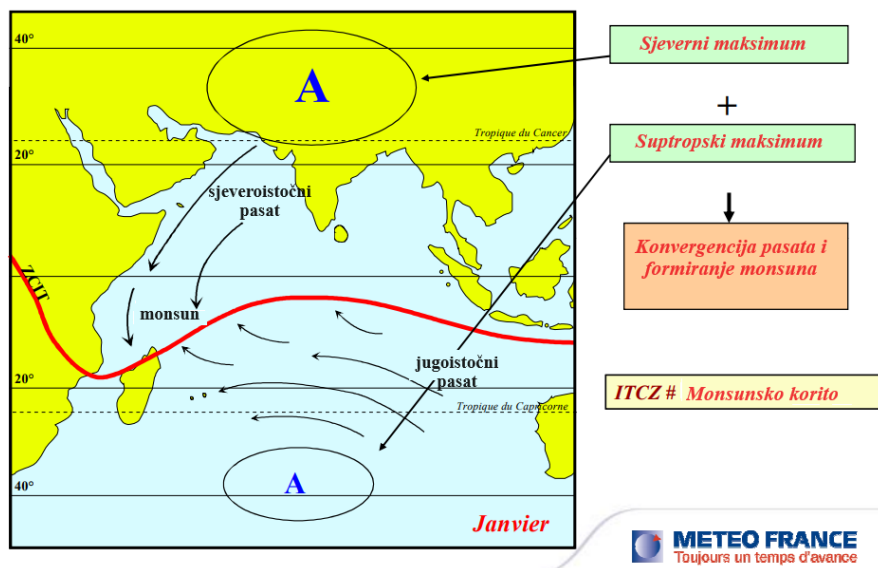 40°
A
Sjeverni maksimum
+
Tropique du Cancer
Suptropski maksimum
20°
sjeveroistočni
pasat
Konvergencija pasata i
formiranje monsuna
ZCIT
monsun
jugoistočni
pasat
20°
Tropique du Capricorne
ITCZ # Monsunsko korito
A
40°
Janvier
METEO FRANCE
Toujours un temps d'avance